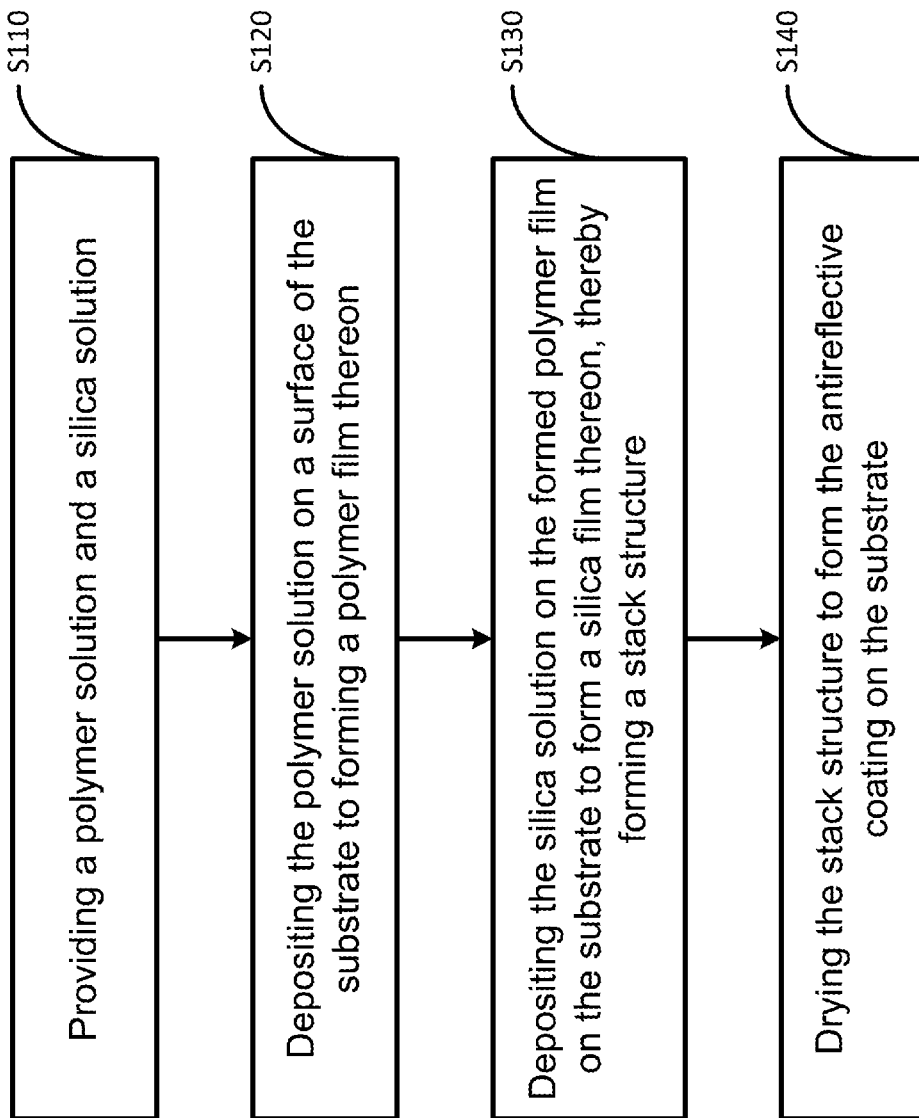 S110
Providing a polymer solution and a silica solution
S120
Depositing the polymer solution on a surface of the
substrate to forming a polymer film thereon
S130
Depositing the silica solution on the formed polymer film
on the substrate to form a silica film thereon, thereby
forming a stack structure
S140
Drying the stack structure to form the antireflective
coating on the substrate